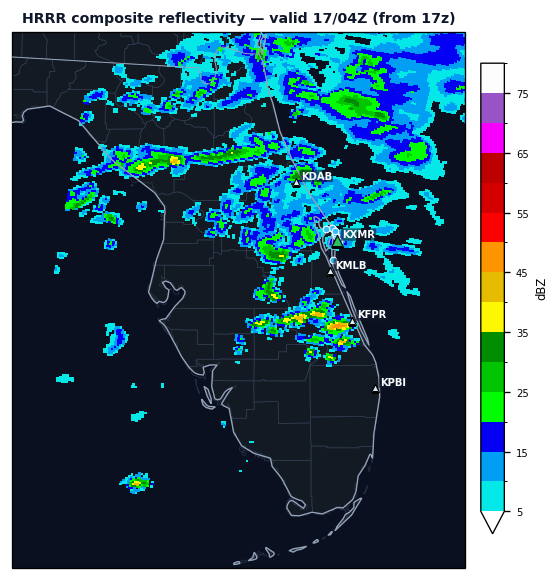 HRRR composite reflectivity — valid 17/04Z (from 17z)
KDAB
KXMR
KMLB
KFPR
KPBI
75
65
55
45
35
25
15
5
dBZ